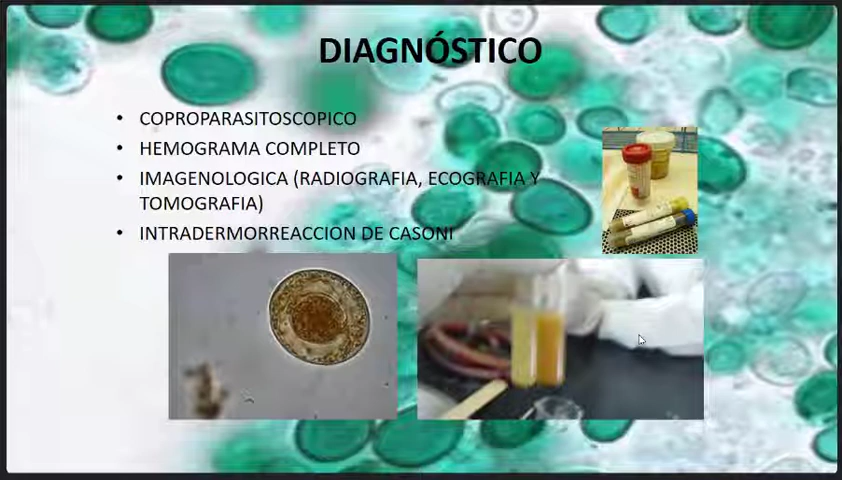 DIAGNÓSTICO
• COPROPARASITOSCOPICO
• HEMOGRAMA COMPLETO
• IMAGENOLOGICA (RADIOGRAFIA, ECOGRAFIA Y
TOMOGRAFIA)
• INTRADERMORREACCION DE CASONI